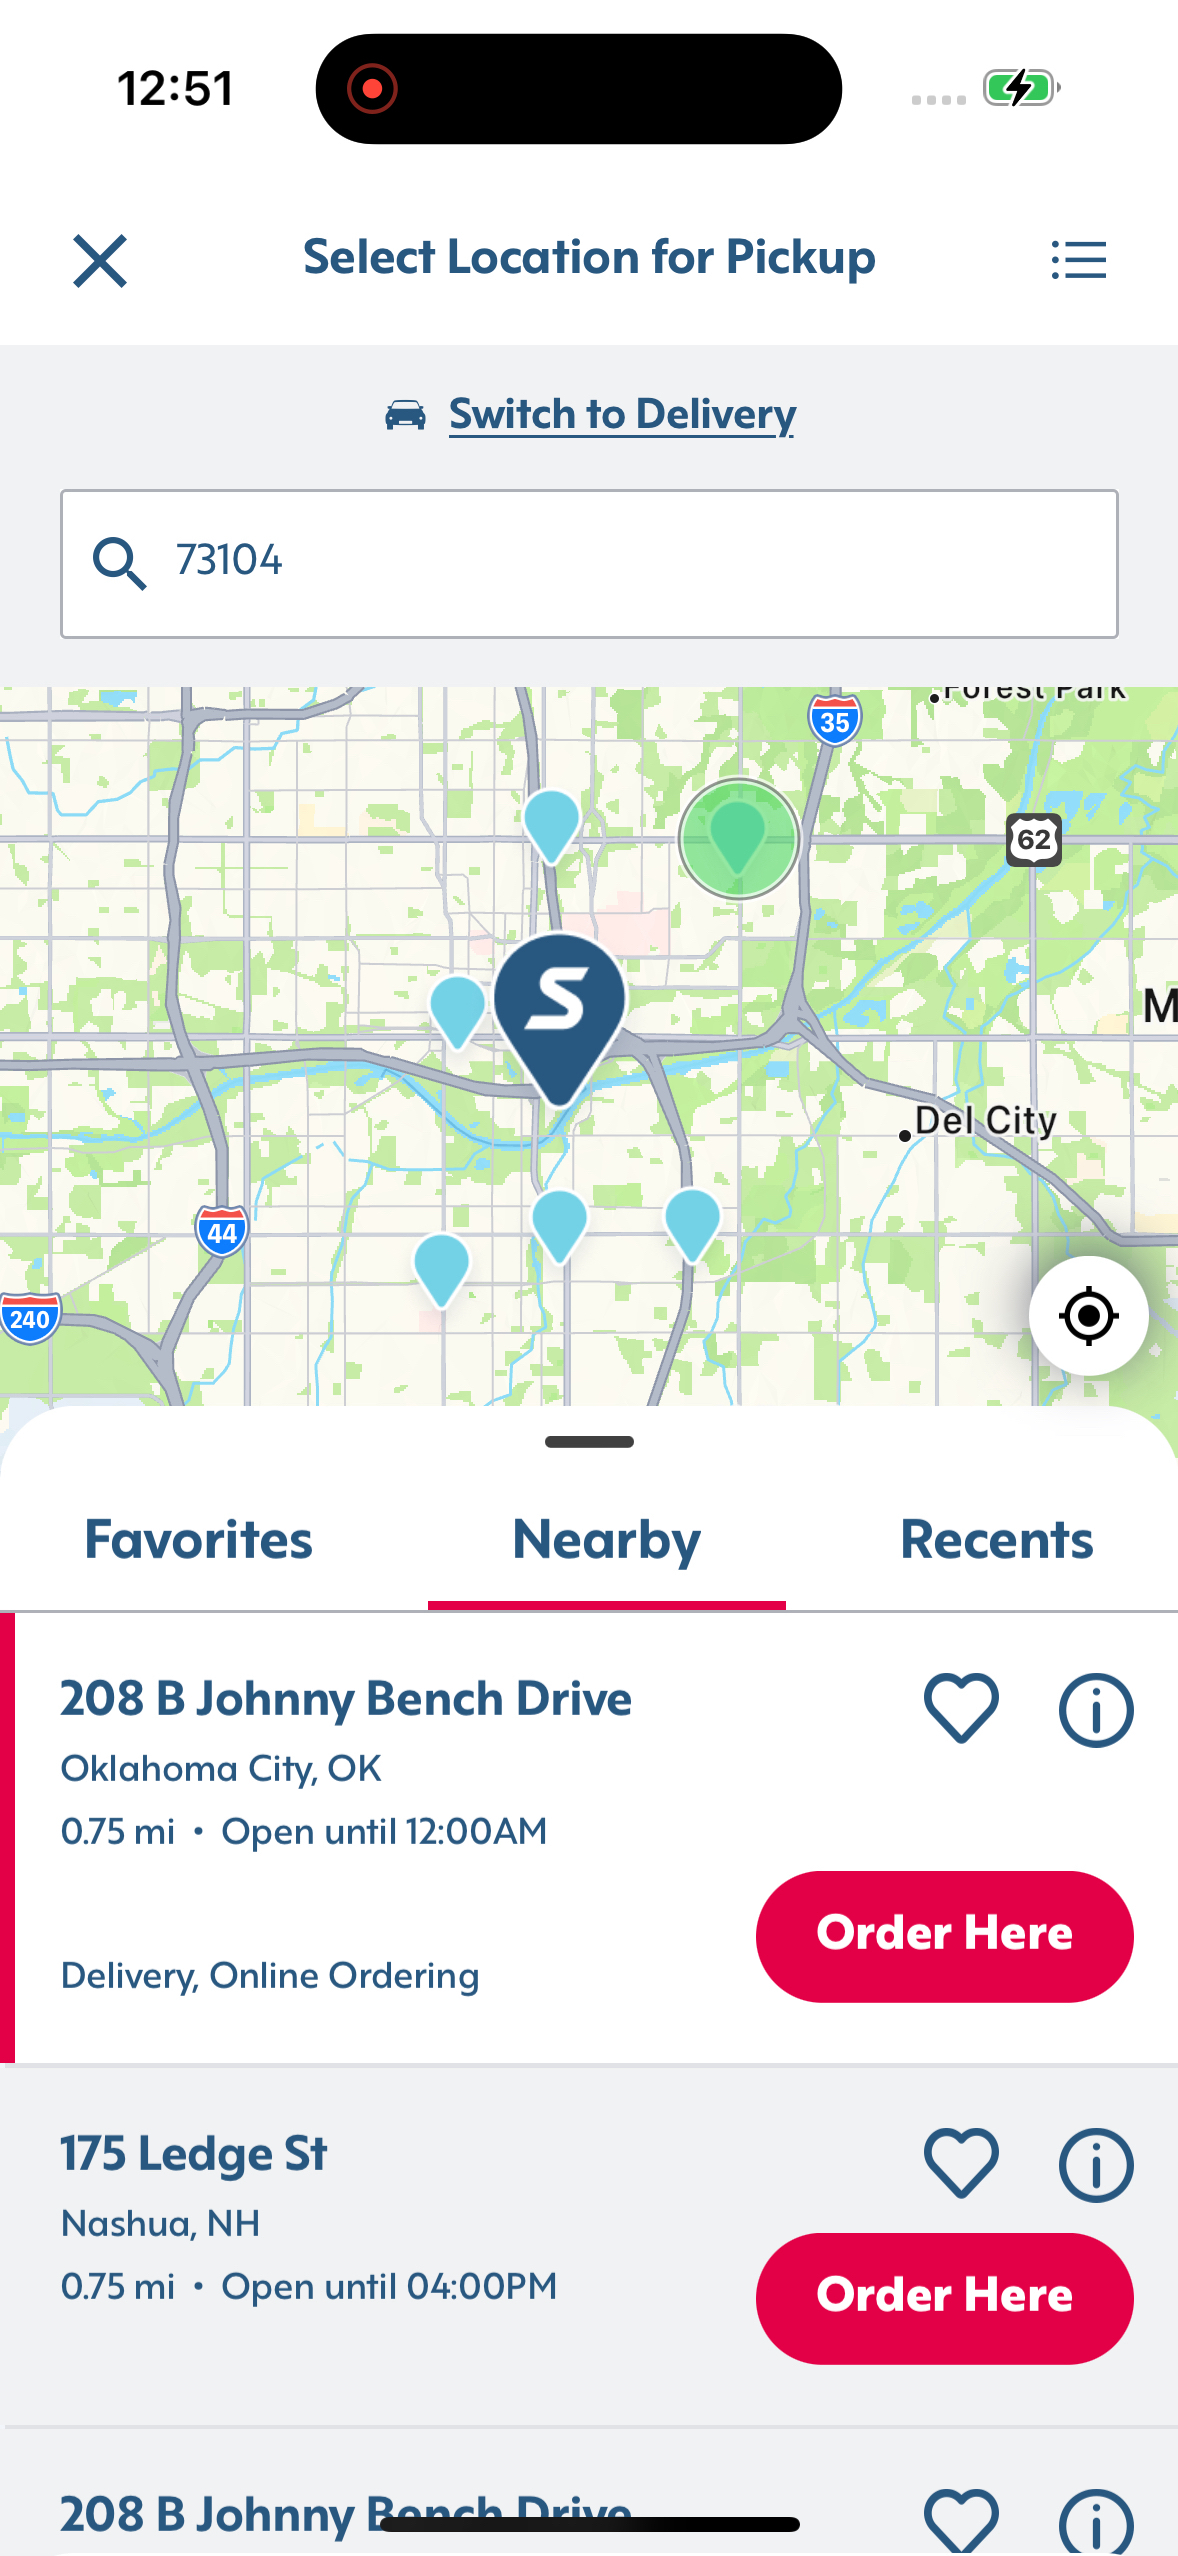 12:51
Select Location for Pickup
Switch to Delivery
73104
Forest Park
35
62
S
M
Del City
44
240
Favorites
Nearby
Recents
208 B Johnny Bench Drive
Oklahoma City, OK
0.75 mi • Open until 12:00AM
Order Here
Delivery, Online Ordering
175 Ledge St
Nashua, NH
0.75 mi • Open until 04:00PM
Order Here
208 B Johnny Bench Drive